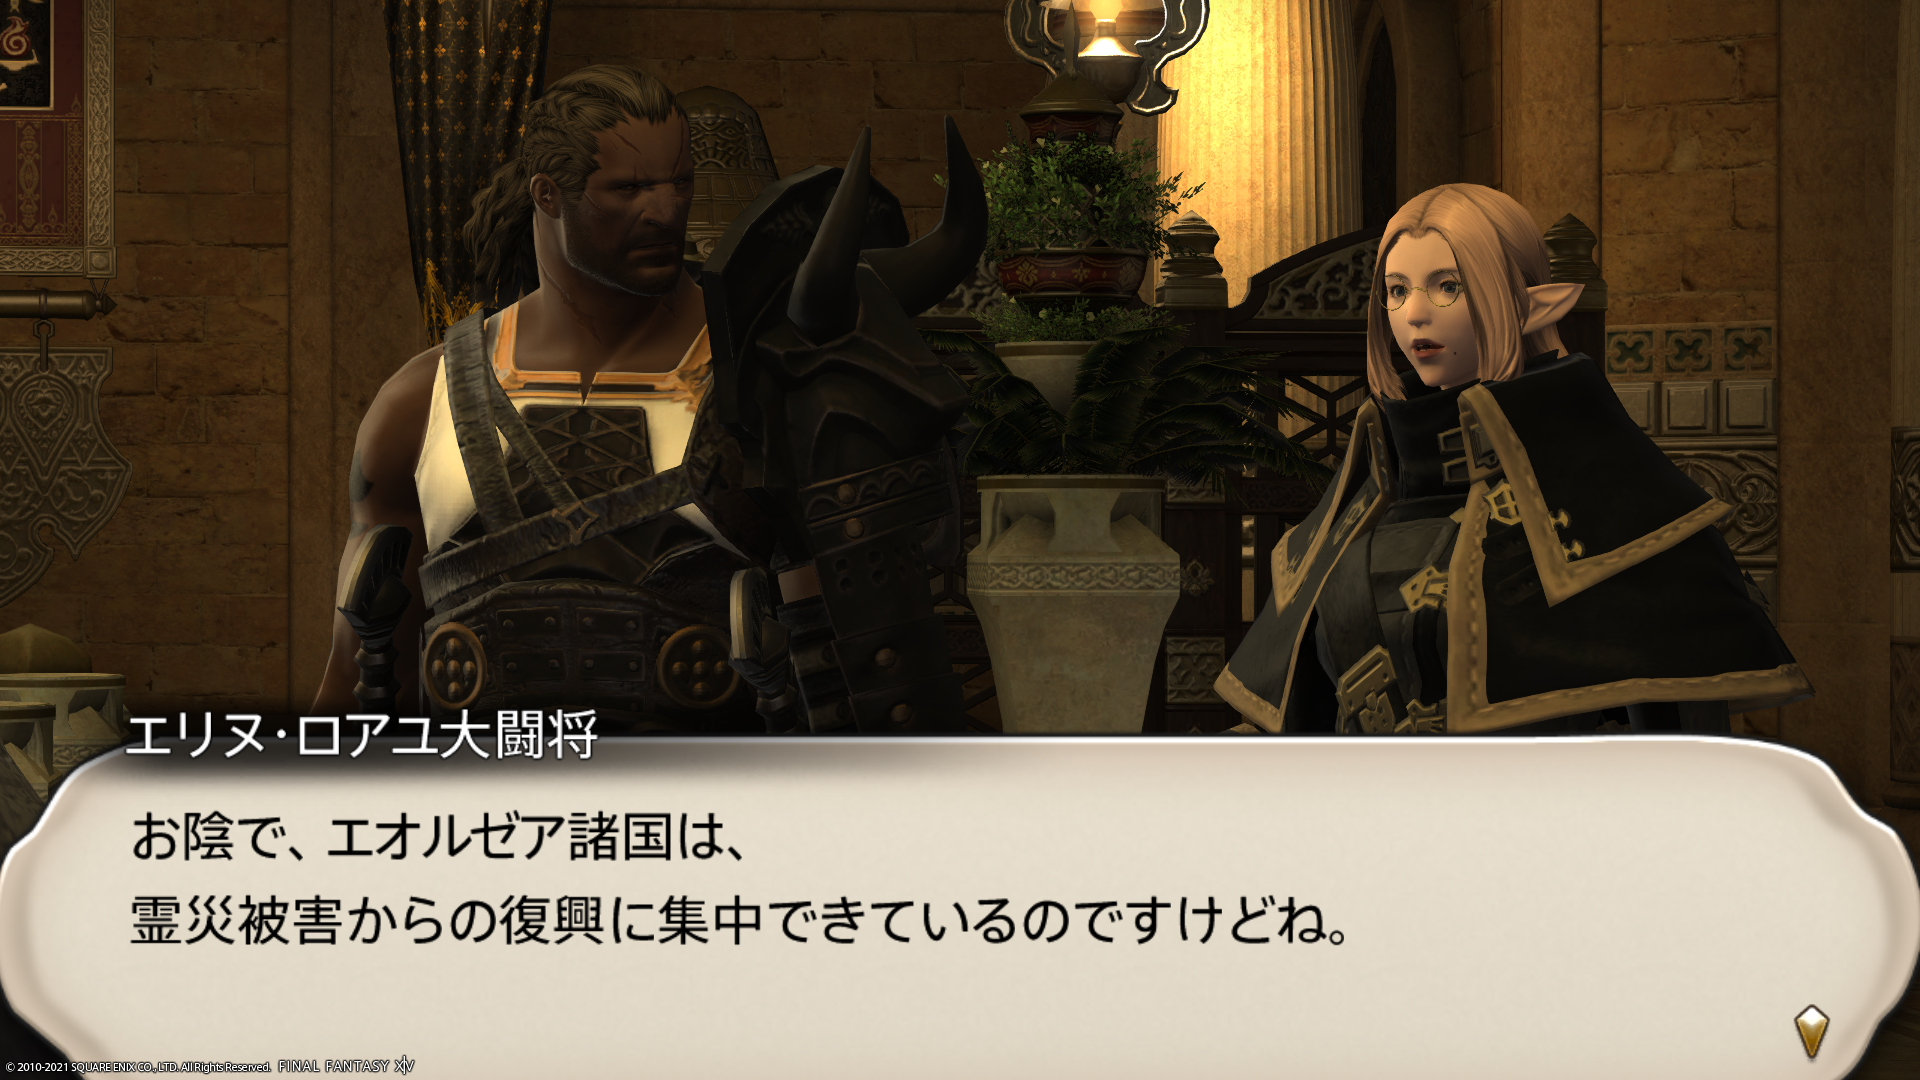 エリヌ・ロアユ大闘将
お陰で、エオルゼア諸国は、
霊災被害からの復興に集中できているのですけどね。
© 2010-2021 SQUARE ENIX CO., LTD. All Rights Reserved. FINAL FANTASY XIV